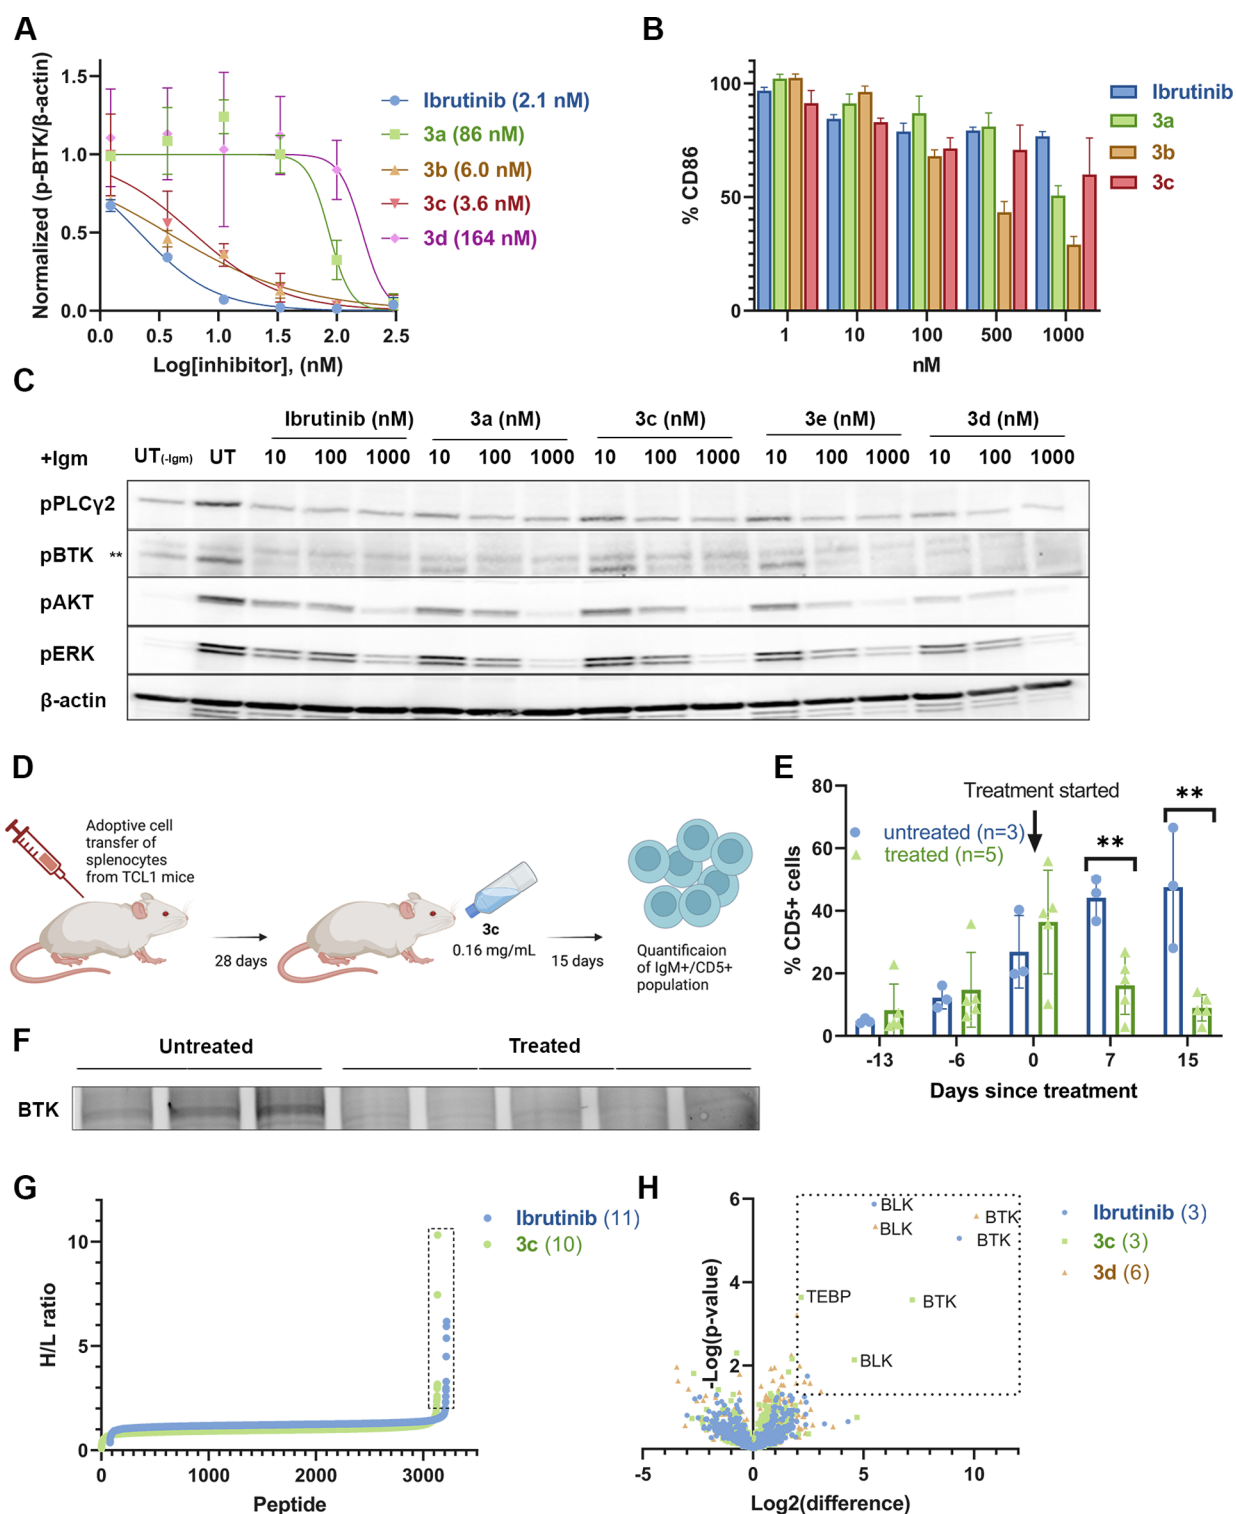 A
Normalized (p-BTK/β-actin)
1.5
1.0
0.5
0.0
0.0 0.5 1.0 1.5 2.0 2.5
Log[inhibitor], (nM)
Ibrutinib (2.1 nM)
3a (86 nM)
3b (6.0 nM)
3c (3.6 nM)
3d (164 nM)
B
% CD86
100
50
0
1 10 100 500 1000
nM
Ibrutinib
3a
3b
3c
C
Ibrutinib (nM) 3a (nM) 3c (nM) 3e (nM) 3d (nM)
+Igm UT(-Igm) UT 10 100 1000 10 100 1000 10 100 1000 10 100 1000 10 100 1000
pPLCγ2
pBTK **
pAKT
pERK
β-actin
D
Adoptive cell
transfer of
splenocytes
from TCL1 mice
28 days
3c
0.16 mg/mL
15 days
Quantificaion
of IgM+/CD5+
population
E
% CD5+ cells
80
60
40
20
0
Treatment started
untreated (n=3)
treated (n=5)
**
**
-13 -6 0 7 15
Days since treatment
F
Untreated Treated
BTK
G
H/L ratio
10
5
0
0 1000 2000 3000
Peptide
Ibrutinib (11)
3c (10)
H
-Log(p-value)
6
4
2
BLK
BLK
BTK
BTK
TEBP
BTK
BLK
-5 0 5 10
Log2(difference)
Ibrutinib (3)
3c (3)
3d (6)